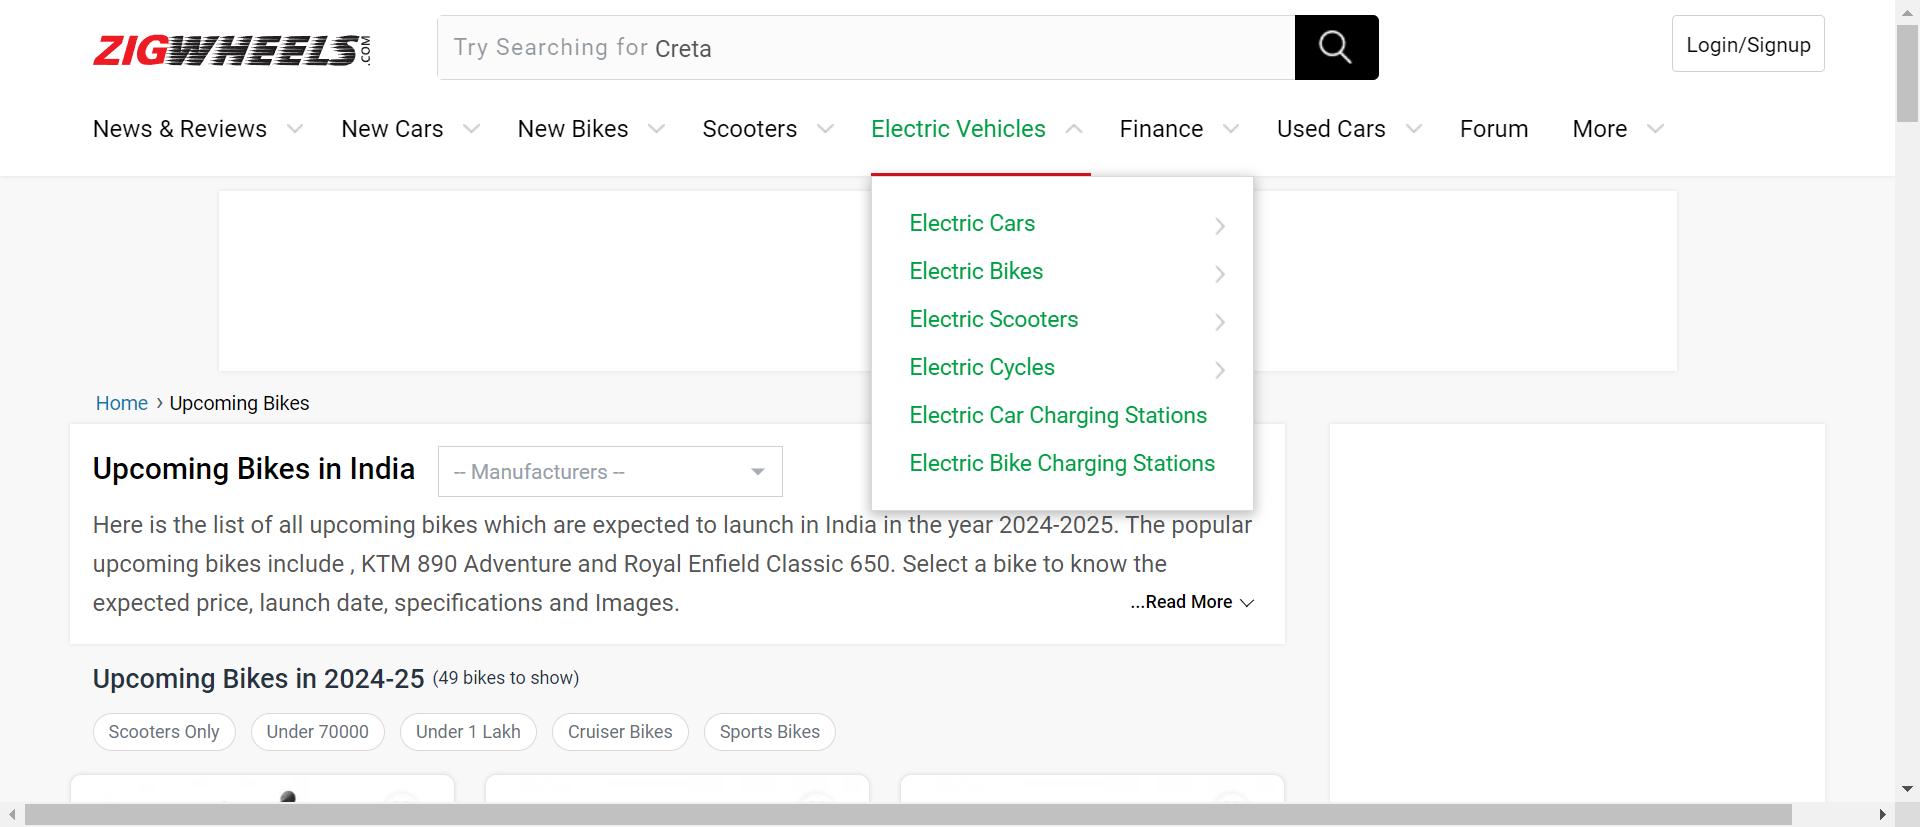 ZIGWHEELS.COM
Try Searching for Creta
Login/Signup
News & Reviews
New Cars
New Bikes
Scooters
Electric Vehicles
Finance
Used Cars
Forum
More
Electric Cars
Electric Bikes
Electric Scooters
Electric Cycles
Electric Car Charging Stations
Electric Bike Charging Stations
Home › Upcoming Bikes
Upcoming Bikes in India
-- Manufacturers --
Here is the list of all upcoming bikes which are expected to launch in India in the year 2024-2025. The popular
upcoming bikes include , KTM 890 Adventure and Royal Enfield Classic 650. Select a bike to know the
expected price, launch date, specifications and Images.
...Read More
Upcoming Bikes in 2024-25 (49 bikes to show)
Scooters Only
Under 70000
Under 1 Lakh
Cruiser Bikes
Sports Bikes